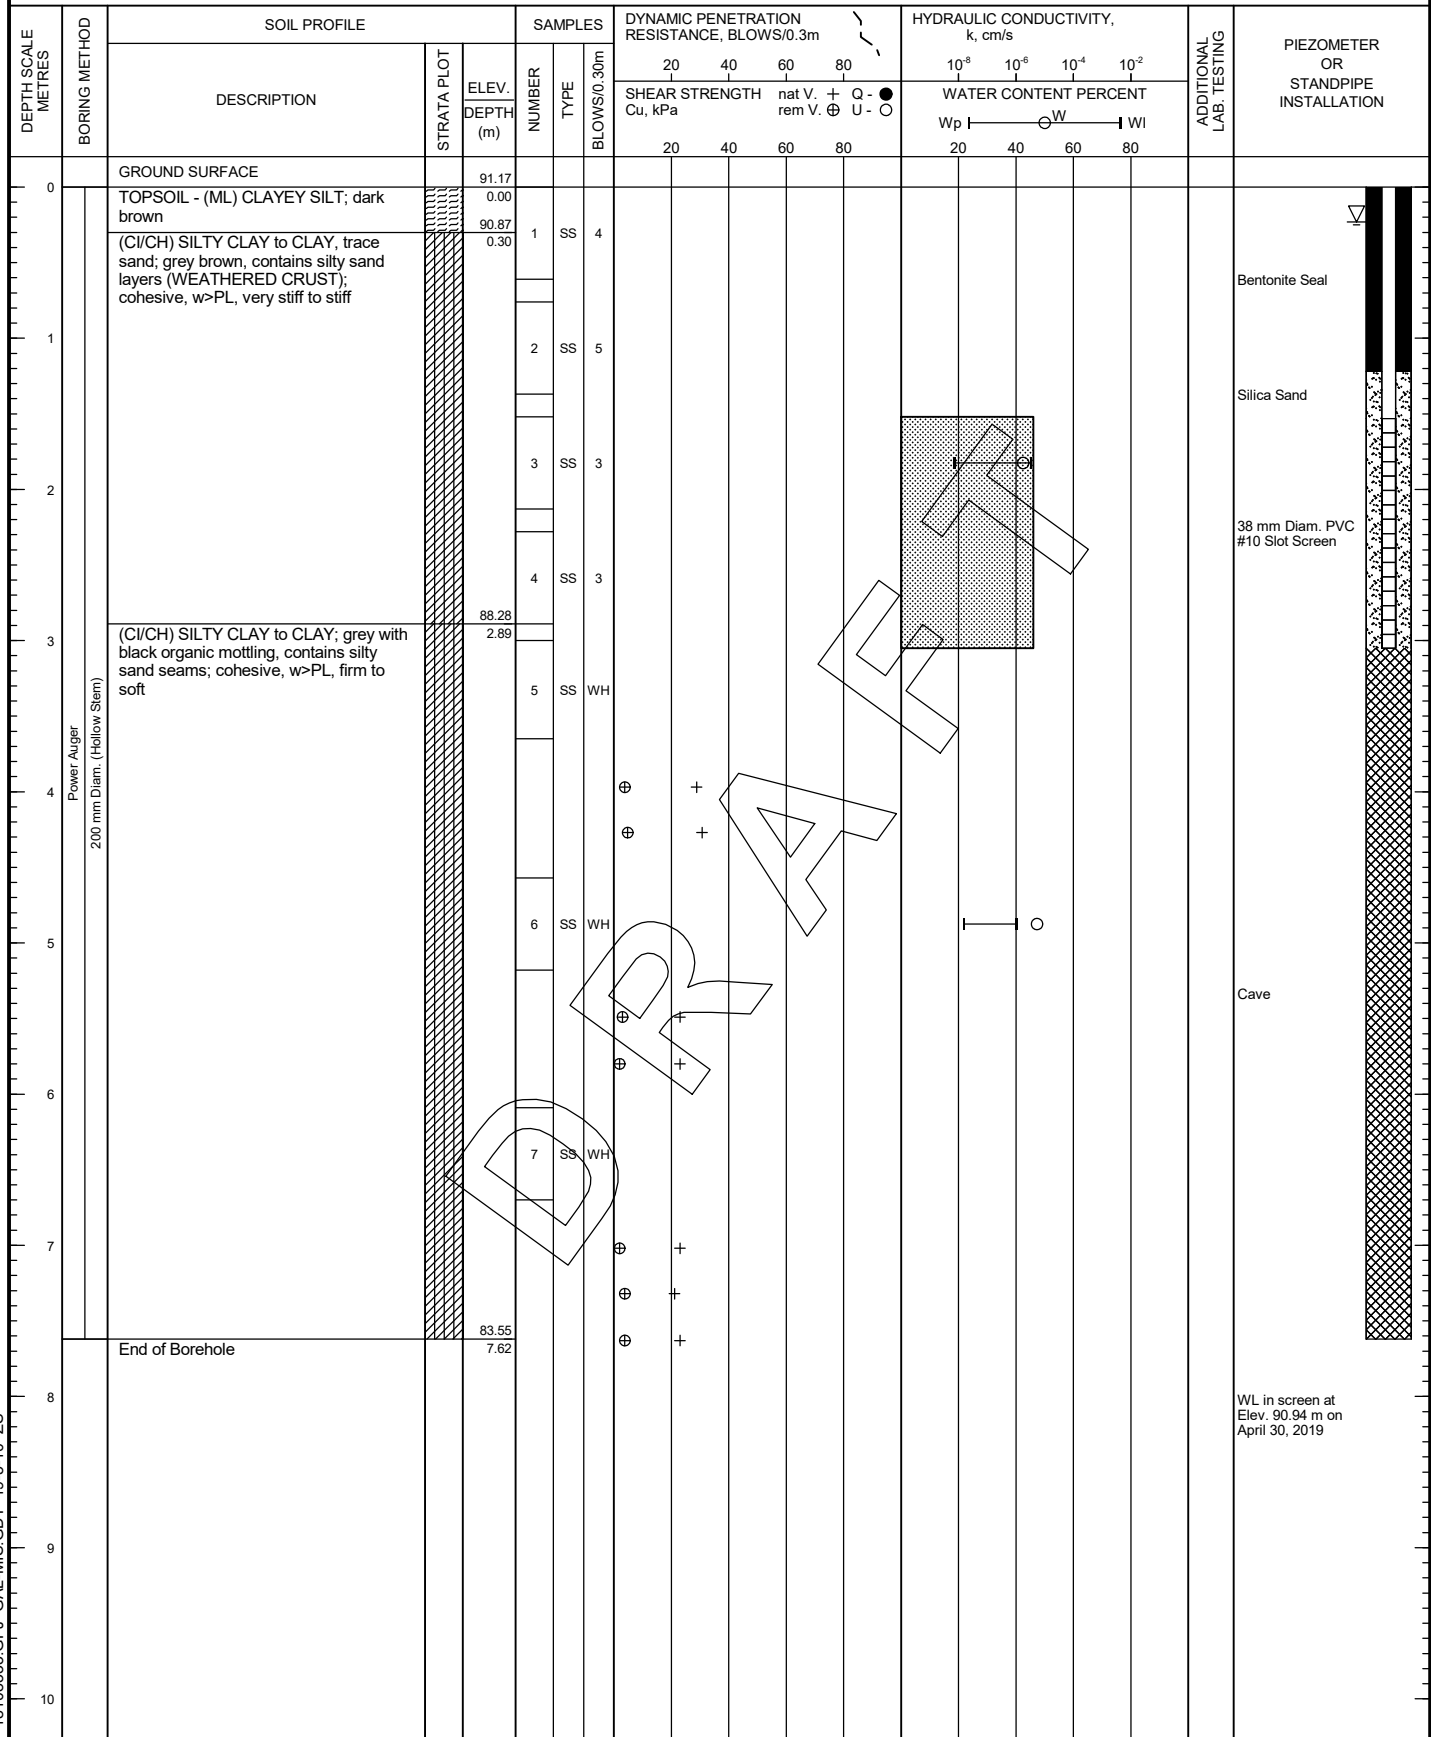 DEPTH SCALE
METRES
BORING METHOD
SOIL PROFILE
DESCRIPTION
STRATA PLOT
ELEV.
DEPTH
(m)
SAMPLES
NUMBER
TYPE
BLOWS/0.30m
DYNAMIC PENETRATION
RESISTANCE, BLOWS/0.3m
20 40 60 80
SHEAR STRENGTH nat V. + Q - ●
Cu, kPa rem V. ⊕ U - ○
20 40 60 80
HYDRAULIC CONDUCTIVITY,
k, cm/s
10⁻⁸ 10⁻⁶ 10⁻⁴ 10⁻²
WATER CONTENT PERCENT
Wp W Wl
20 40 60 80
ADDITIONAL
LAB. TESTING
PIEZOMETER
OR
STANDPIPE
INSTALLATION
GROUND SURFACE 91.17
0
TOPSOIL - (ML) CLAYEY SILT; dark 0.00
brown 90.87
(CI/CH) SILTY CLAY to CLAY, trace 0.30
sand; grey brown, contains silty sand
layers (WEATHERED CRUST);
cohesive, w>PL, very stiff to stiff
1 SS 4
Bentonite Seal
1
2 SS 5
Silica Sand
3 SS 3
2
38 mm Diam. PVC
#10 Slot Screen
4 SS 3
88.28
(CI/CH) SILTY CLAY to CLAY; grey with 2.89
black organic mottling, contains silty
sand seams; cohesive, w>PL, firm to
soft
3
5 SS WH
Power Auger
200 mm Diam. (Hollow Stem)
4
6 SS WH
5
Cave
6
7 SS WH
7
83.55
End of Borehole 7.62
8
WL in screen at
Elev. 90.94 m on
April 30, 2019
9
10
DRAFT